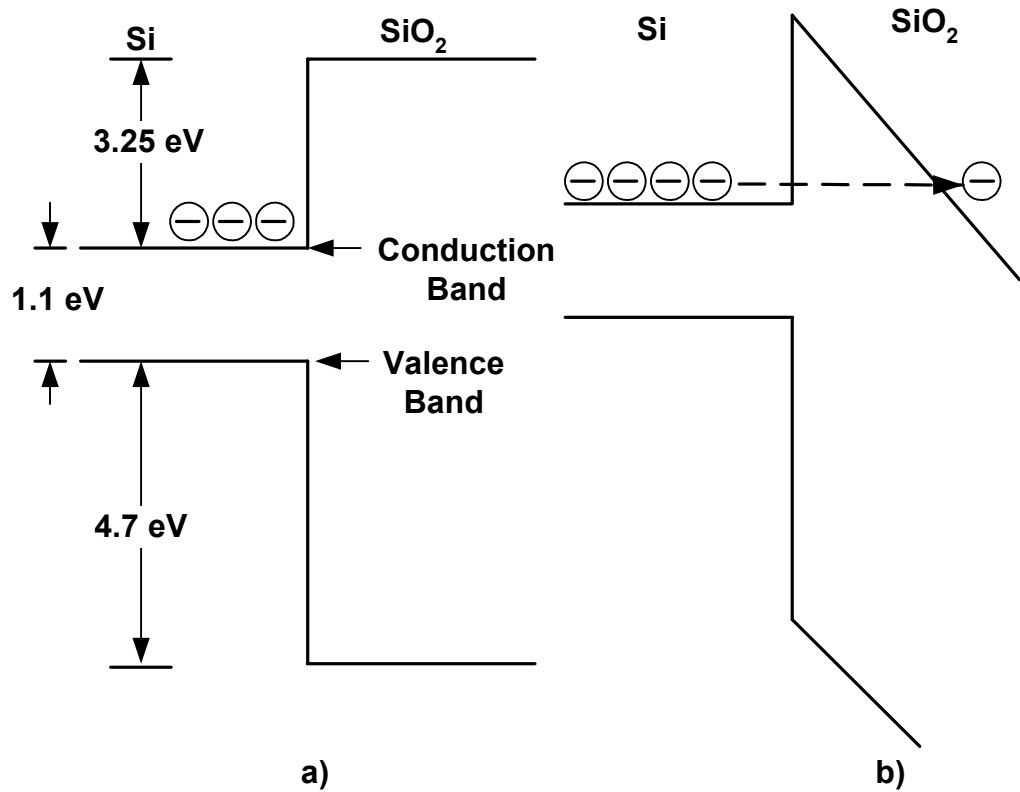 Si
SiO₂
3.25 eV
Conduction
Band
1.1 eV
Valence
Band
4.7 eV
a)
Si
SiO₂
b)